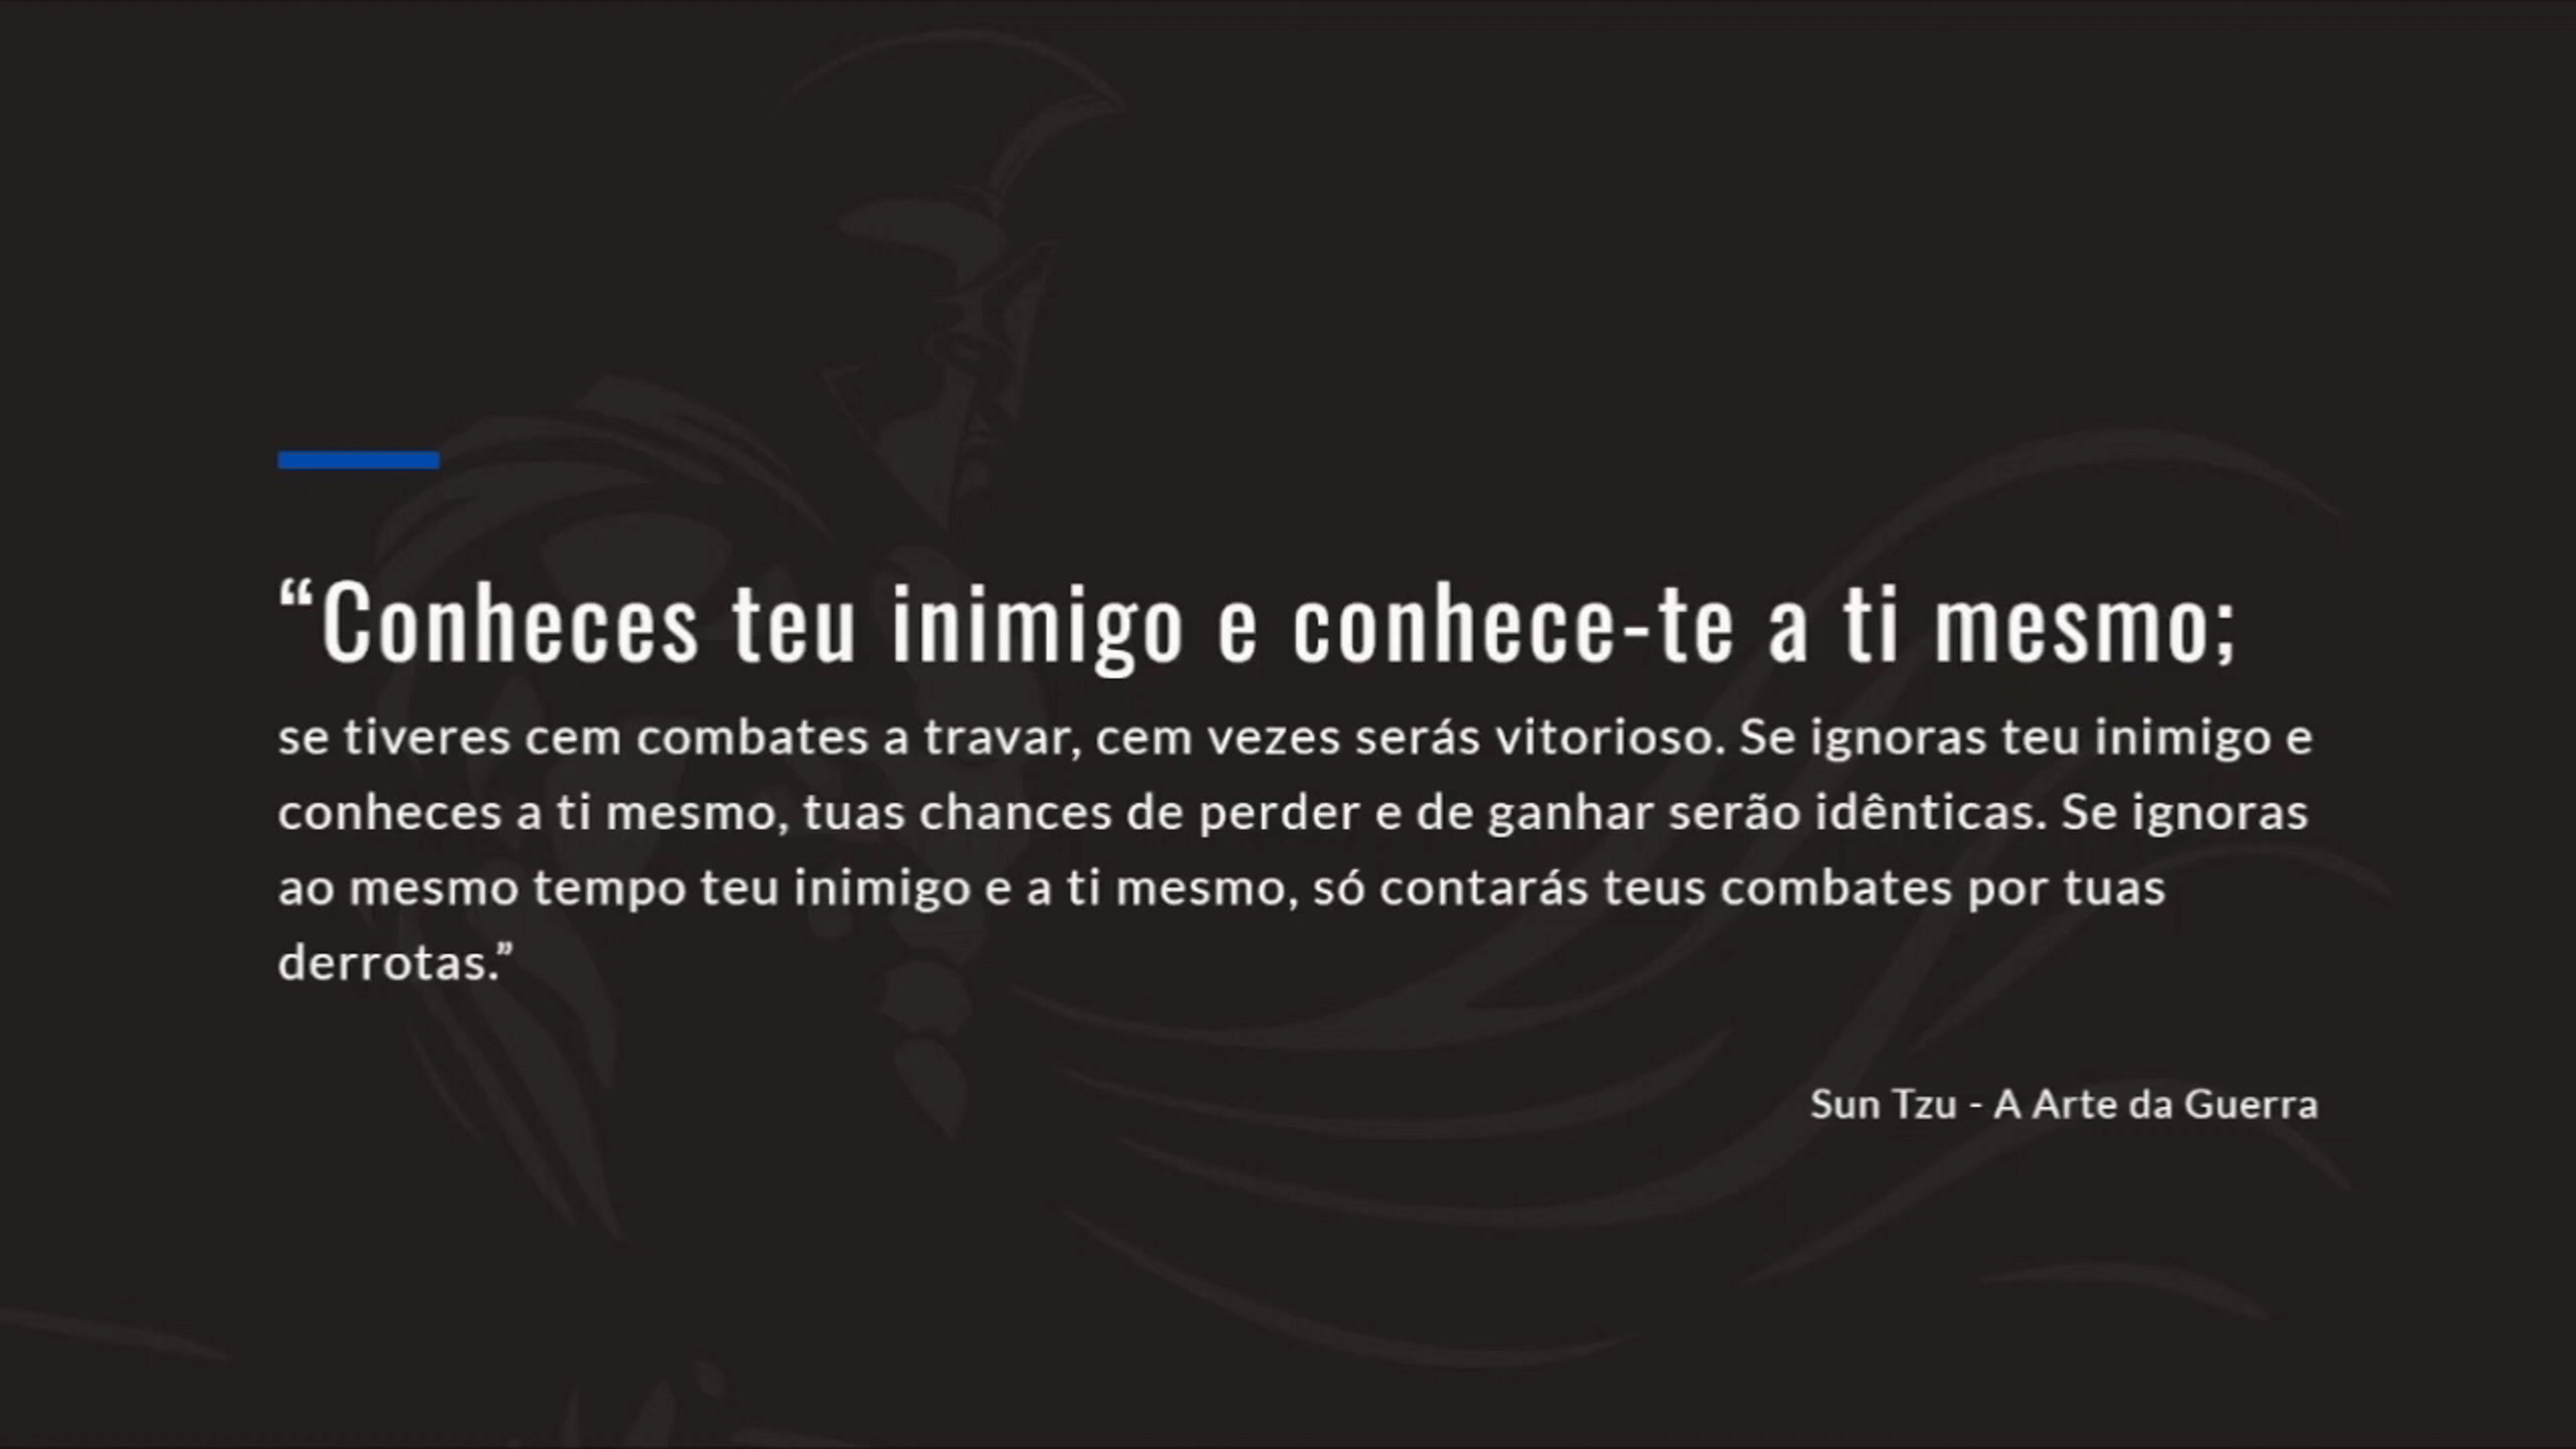 “Conheces teu inimigo e conhece-te a ti mesmo;
se tiveres cem combates a travar, cem vezes serás vitorioso. Se ignoras teu inimigo e
conheces a ti mesmo, tuas chances de perder e de ganhar serão idênticas. Se ignoras
ao mesmo tempo teu inimigo e a ti mesmo, só contarás teus combates por tuas
derrotas.”
Sun Tzu - A Arte da Guerra